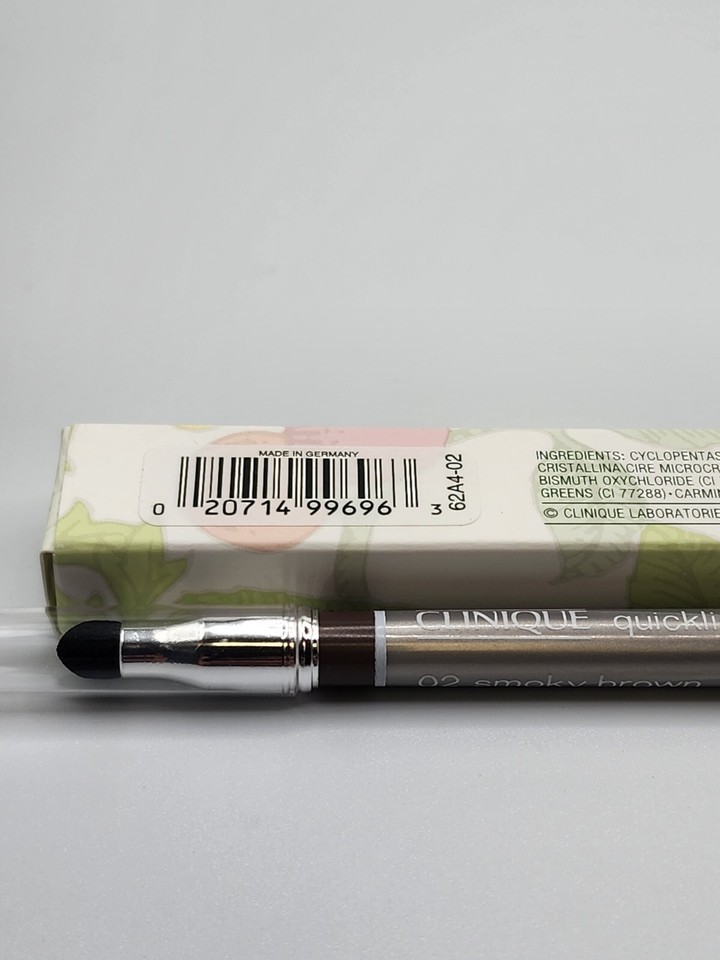 MADE IN GERMANY
0 20714 99696 3
62A4-02
INGREDIENTS: CYCLOPENTAS
CRISTALLINA\CIRE MICROCR
BISMUTH OXYCHLORIDE (CI
GREENS (CI 77288)•CARMI
© CLINIQUE LABORATORIE
CLINIQUE quickli
02 smoky brown